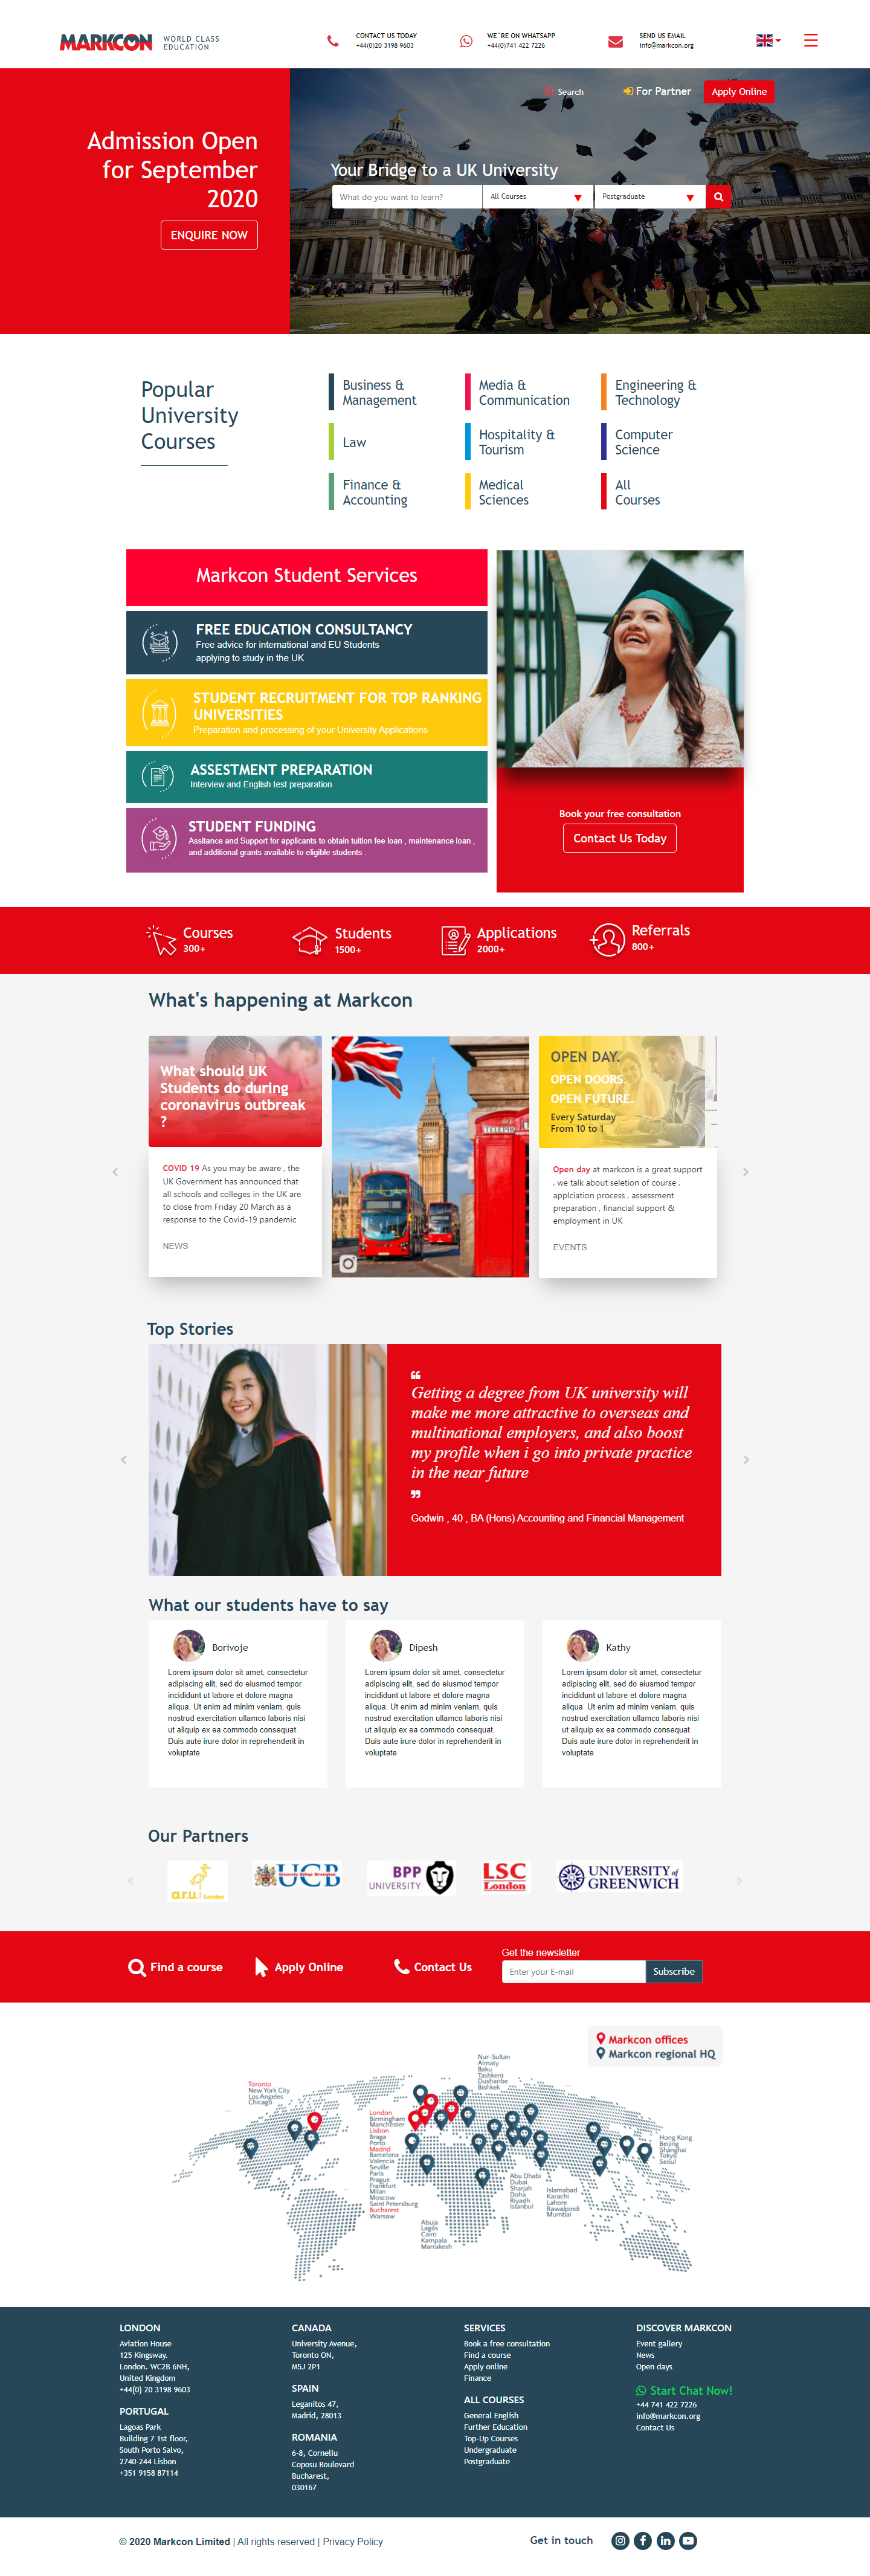 MARKCON
WORLD CLASS
EDUCATION
CONTACT US TODAY
+44(0)20 3198 9603
WE`RE ON WHATSAPP
+44(0)741 422 7226
SEND US EMAIL
info@markcon.org
Search
For Partner
Apply Online
Admission Open
for September
2020
ENQUIRE NOW
Your Bridge to a UK University
What do you want to learn?
All Courses
Postgraduate
Popular
University
Courses
Business &
Management
Media &
Communication
Engineering &
Technology
Law
Hospitality &
Tourism
Computer
Science
Finance &
Accounting
Medical
Sciences
All
Courses
Markcon Student Services
FREE EDUCATION CONSULTANCY
Free advice for international and EU Students
applying to study in the UK
STUDENT RECRUITMENT FOR TOP RANKING
UNIVERSITIES
Preparation and processing of your University Applications
ASSESTMENT PREPARATION
Interview and English test preparation
STUDENT FUNDING
Assitance and Support for applicants to obtain tuition fee loan , maintenance loan ,
and additional grants available to eligible students .
Book your free consultation
Contact Us Today
Courses
300+
Students
1500+
Applications
2000+
Referrals
800+
What's happening at Markcon
What should UK
Students do during
coronavirus outbreak
?
COVID 19 As you may be aware , the
UK Government has announced that
all schools and colleges in the UK are
to close from Friday 20 March as a
response to the Covid-19 pandemic
NEWS
TELEPHONE
OPEN DAY.
OPEN DOORS.
OPEN FUTURE.
Every Saturday
From 10 to 1
Open day at markcon is a great support
, we talk about seletion of course ,
applciation process , assessment
preparation , financial support &
employment in UK
EVENTS
Top Stories
Getting a degree from UK university will
make me more attractive to overseas and
multinational employers, and also boost
my profile when i go into private practice
in the near future
Godwin , 40 , BA (Hons) Accounting and Financial Management
What our students have to say
Borivoje
Lorem ipsum dolor sit amet, consectetur
adipiscing elit, sed do eiusmod tempor
incididunt ut labore et dolore magna
aliqua. Ut enim ad minim veniam, quis
nostrud exercitation ullamco laboris nisi
ut aliquip ex ea commodo consequat.
Duis aute irure dolor in reprehenderit in
voluptate
Dipesh
Lorem ipsum dolor sit amet, consectetur
adipiscing elit, sed do eiusmod tempor
incididunt ut labore et dolore magna
aliqua. Ut enim ad minim veniam, quis
nostrud exercitation ullamco laboris nisi
ut aliquip ex ea commodo consequat.
Duis aute irure dolor in reprehenderit in
voluptate
Kathy
Lorem ipsum dolor sit amet, consectetur
adipiscing elit, sed do eiusmod tempor
incididunt ut labore et dolore magna
aliqua. Ut enim ad minim veniam, quis
nostrud exercitation ullamco laboris nisi
ut aliquip ex ea commodo consequat.
Duis aute irure dolor in reprehenderit in
voluptate
Our Partners
a.r.u. London
UCB
University College Birmingham
BPP
UNIVERSITY
LSC
London
UNIVERSITY of
GREENWICH
Find a course
Apply Online
Contact Us
Get the newsletter
Enter your E-mail
Subscribe
Markcon offices
Markcon regional HQ
Toronto
New York City
Los Angeles
Chicago
Nur-Sultan
Almaty
Baku
Tashkent
Dushanbe
Bishkek
London
Birmingham
Manchester
Lisbon
Braga
Porto
Madrid
Barcelona
Valencia
Seville
Paris
Prague
Frankfurt
Milan
Moscow
Saint Petersburg
Bucharest
Warsaw
Abuja
Lagos
Cairo
Kampala
Marrakesh
Abu Dhabi
Dubai
Sharjah
Doha
Riyadh
Istanbul
Islamabad
Karachi
Lahore
Rawalpindi
Mumbai
Hong Kong
Beijing
Shanghai
Tokyo
Seoul
LONDON
Aviation House
125 Kingsway.
London. WC2B 6NH,
United Kingdom
+44(0) 20 3198 9603
PORTUGAL
Lagoas Park
Building 7 1st floor,
South Porto Salvo,
2740-244 Lisbon
+351 9158 87114
CANADA
University Avenue,
Toronto ON,
M5J 2P1
SPAIN
Leganitos 47,
Madrid, 28013
ROMANIA
6-8, Corneliu
Coposu Boulevard
Bucharest,
030167
SERVICES
Book a free consultation
Find a course
Apply online
Finance
ALL COURSES
General English
Further Education
Top-Up Courses
Undergraduate
Postgraduate
DISCOVER MARKCON
Event gallery
News
Open days
Start Chat Now!
+44 741 422 7226
info@markcon.org
Contact Us
© 2020 Markcon Limited | All rights reserved | Privacy Policy
Get in touch